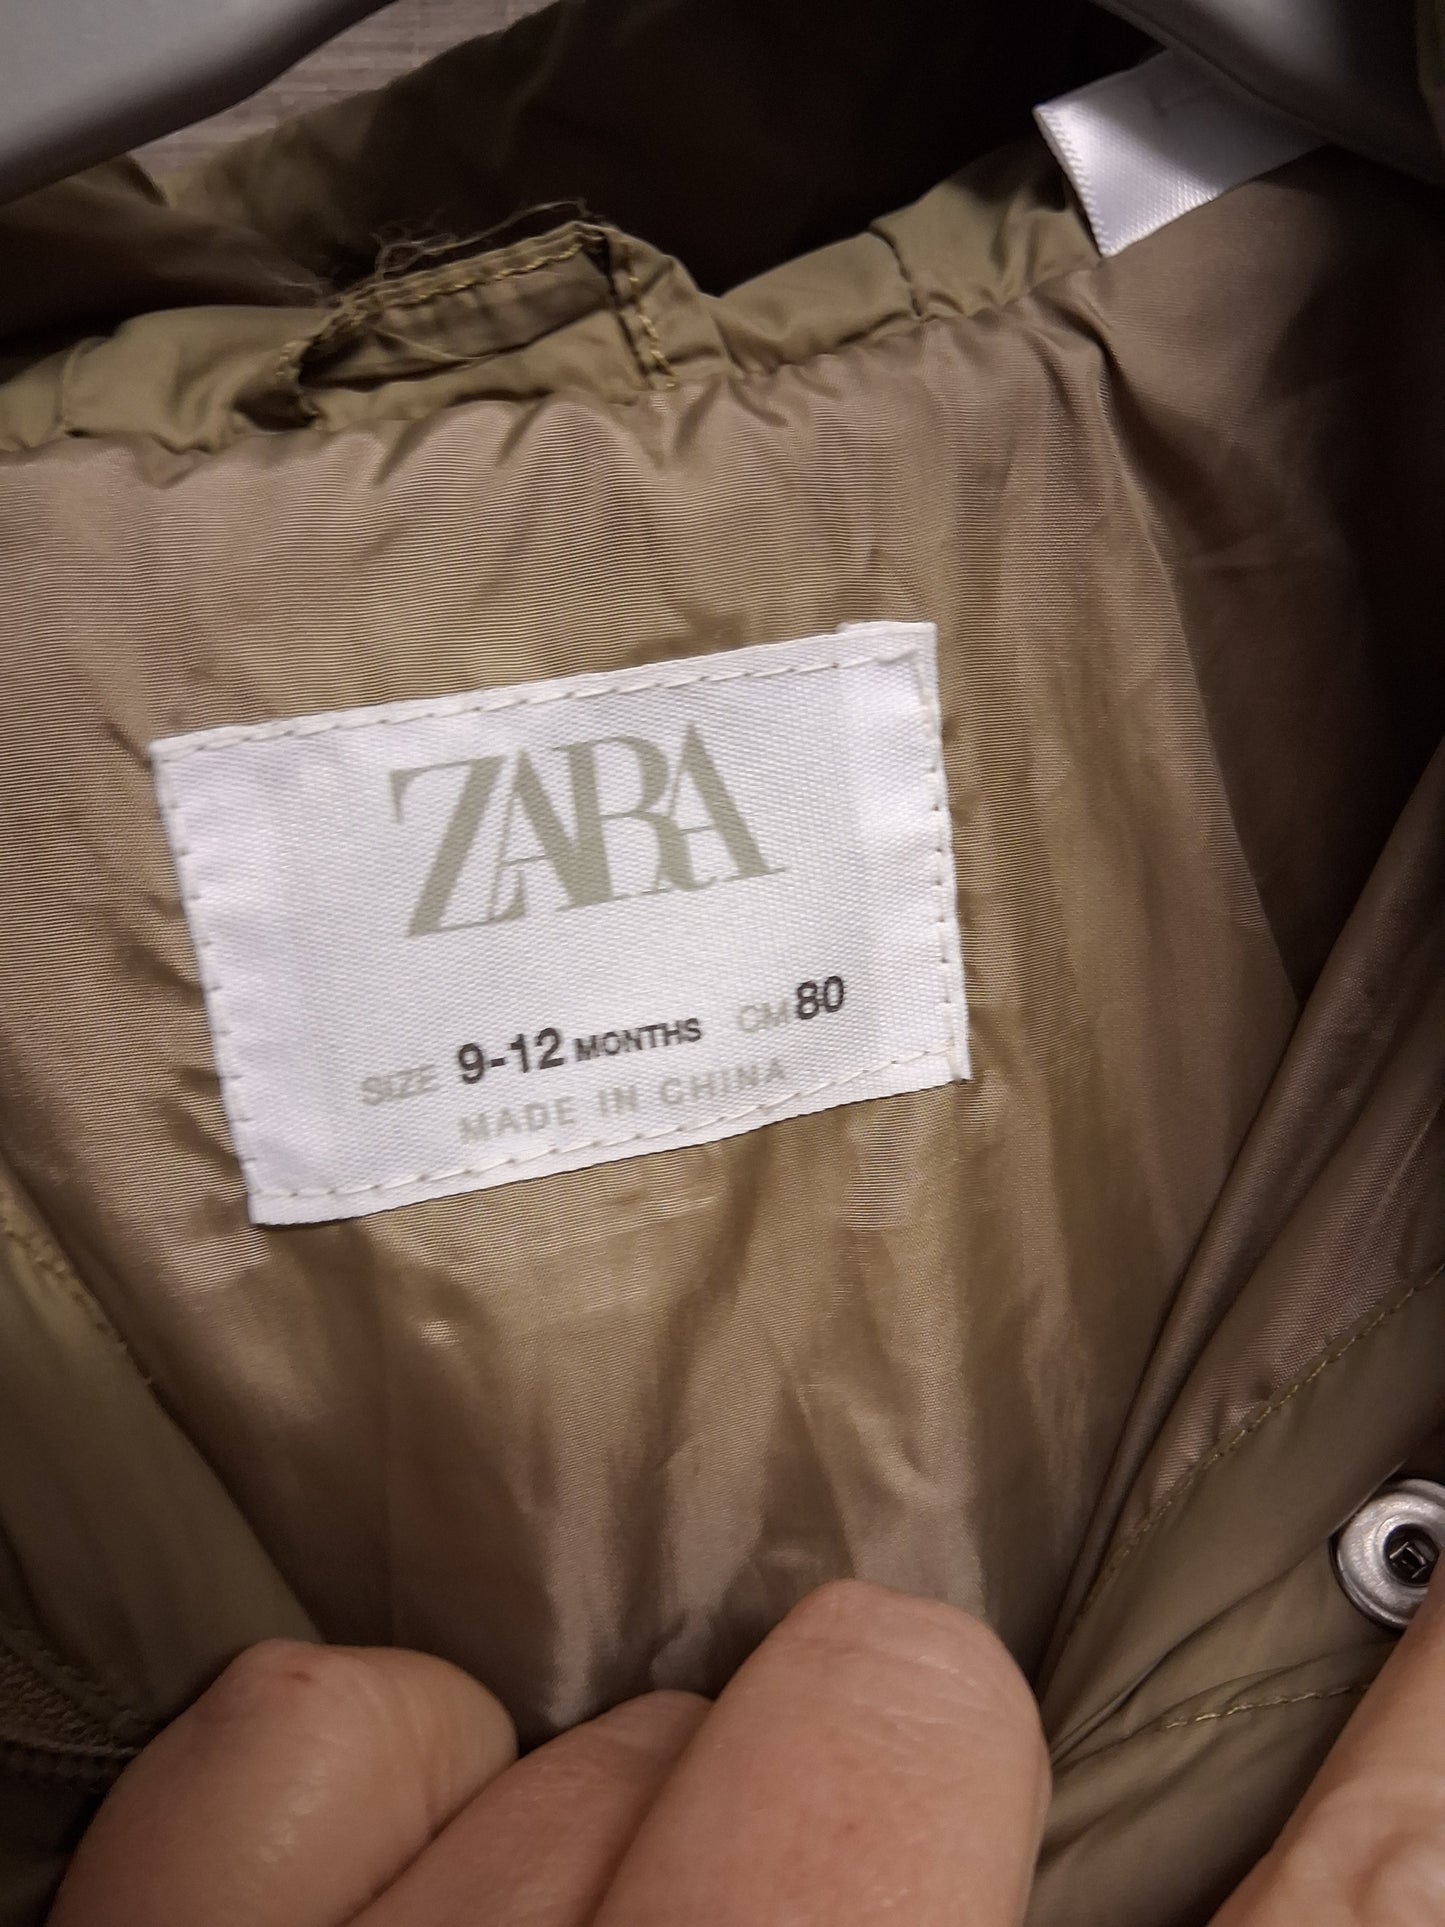 ZARA
SIZE 9-12 MONTHS CM 80
MADE IN CHINA